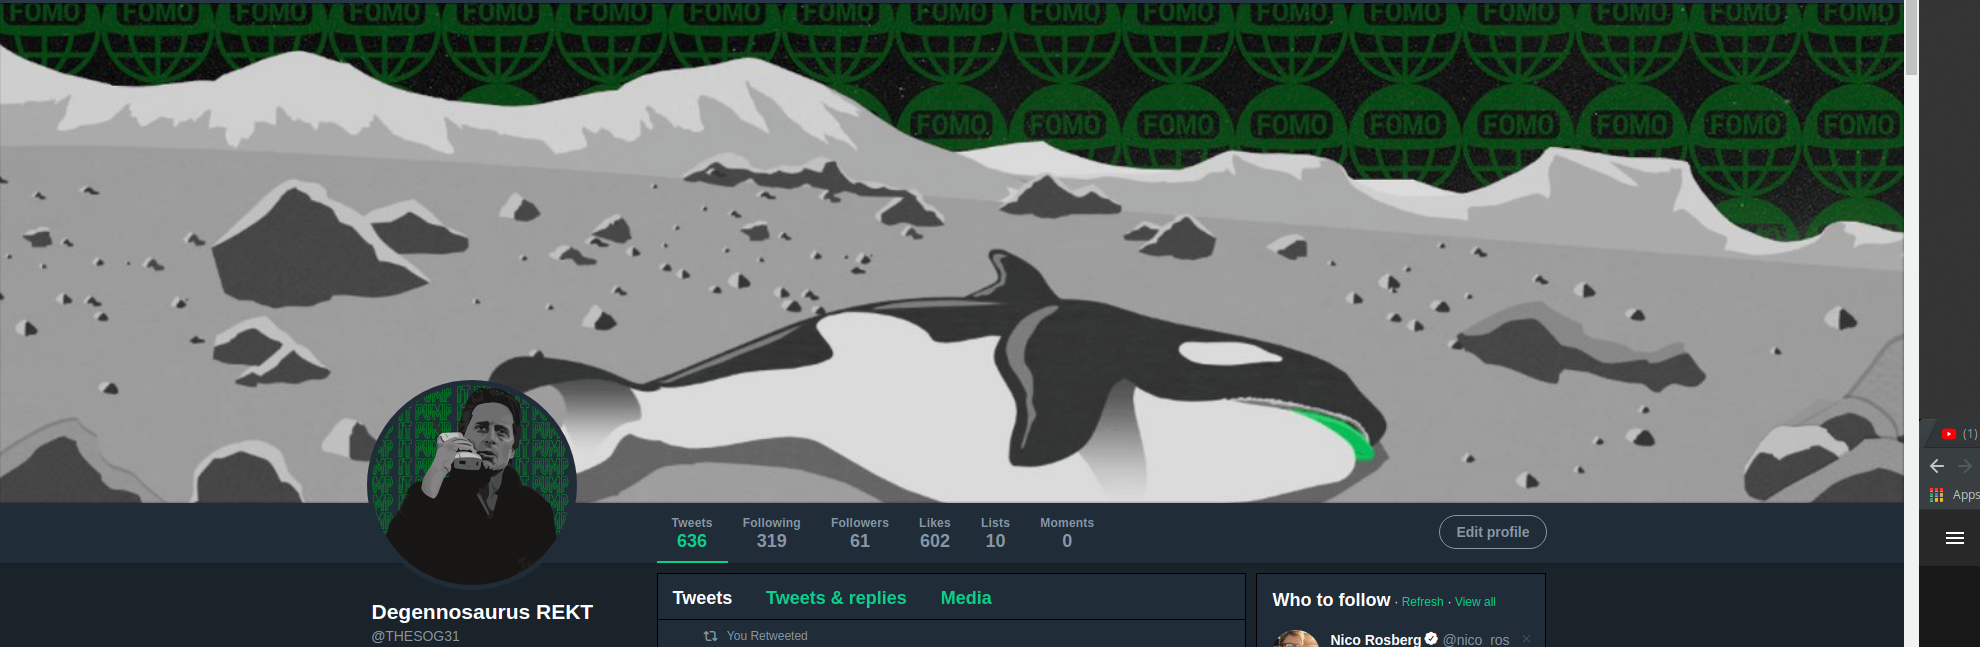 FOMO FOMO FOMO FOMO FOMO FOMO FOMO FOMO FOMO FOMO FOMO FOMO FOMO FOMO FOMO FOMO FOMO
FOMO FOMO FOMO FOMO FOMO FOMO FOMO FOMO FOMO
PUMP IT PUMP
Tweets Following Followers Likes Lists Moments
636 319 61 602 10 0
Edit profile
Degennosaurus REKT
@THESOG31
Tweets Tweets & replies Media
You Retweeted
Who to follow · Refresh · View all
Nico Rosberg @nico_ros
(1)
Apps